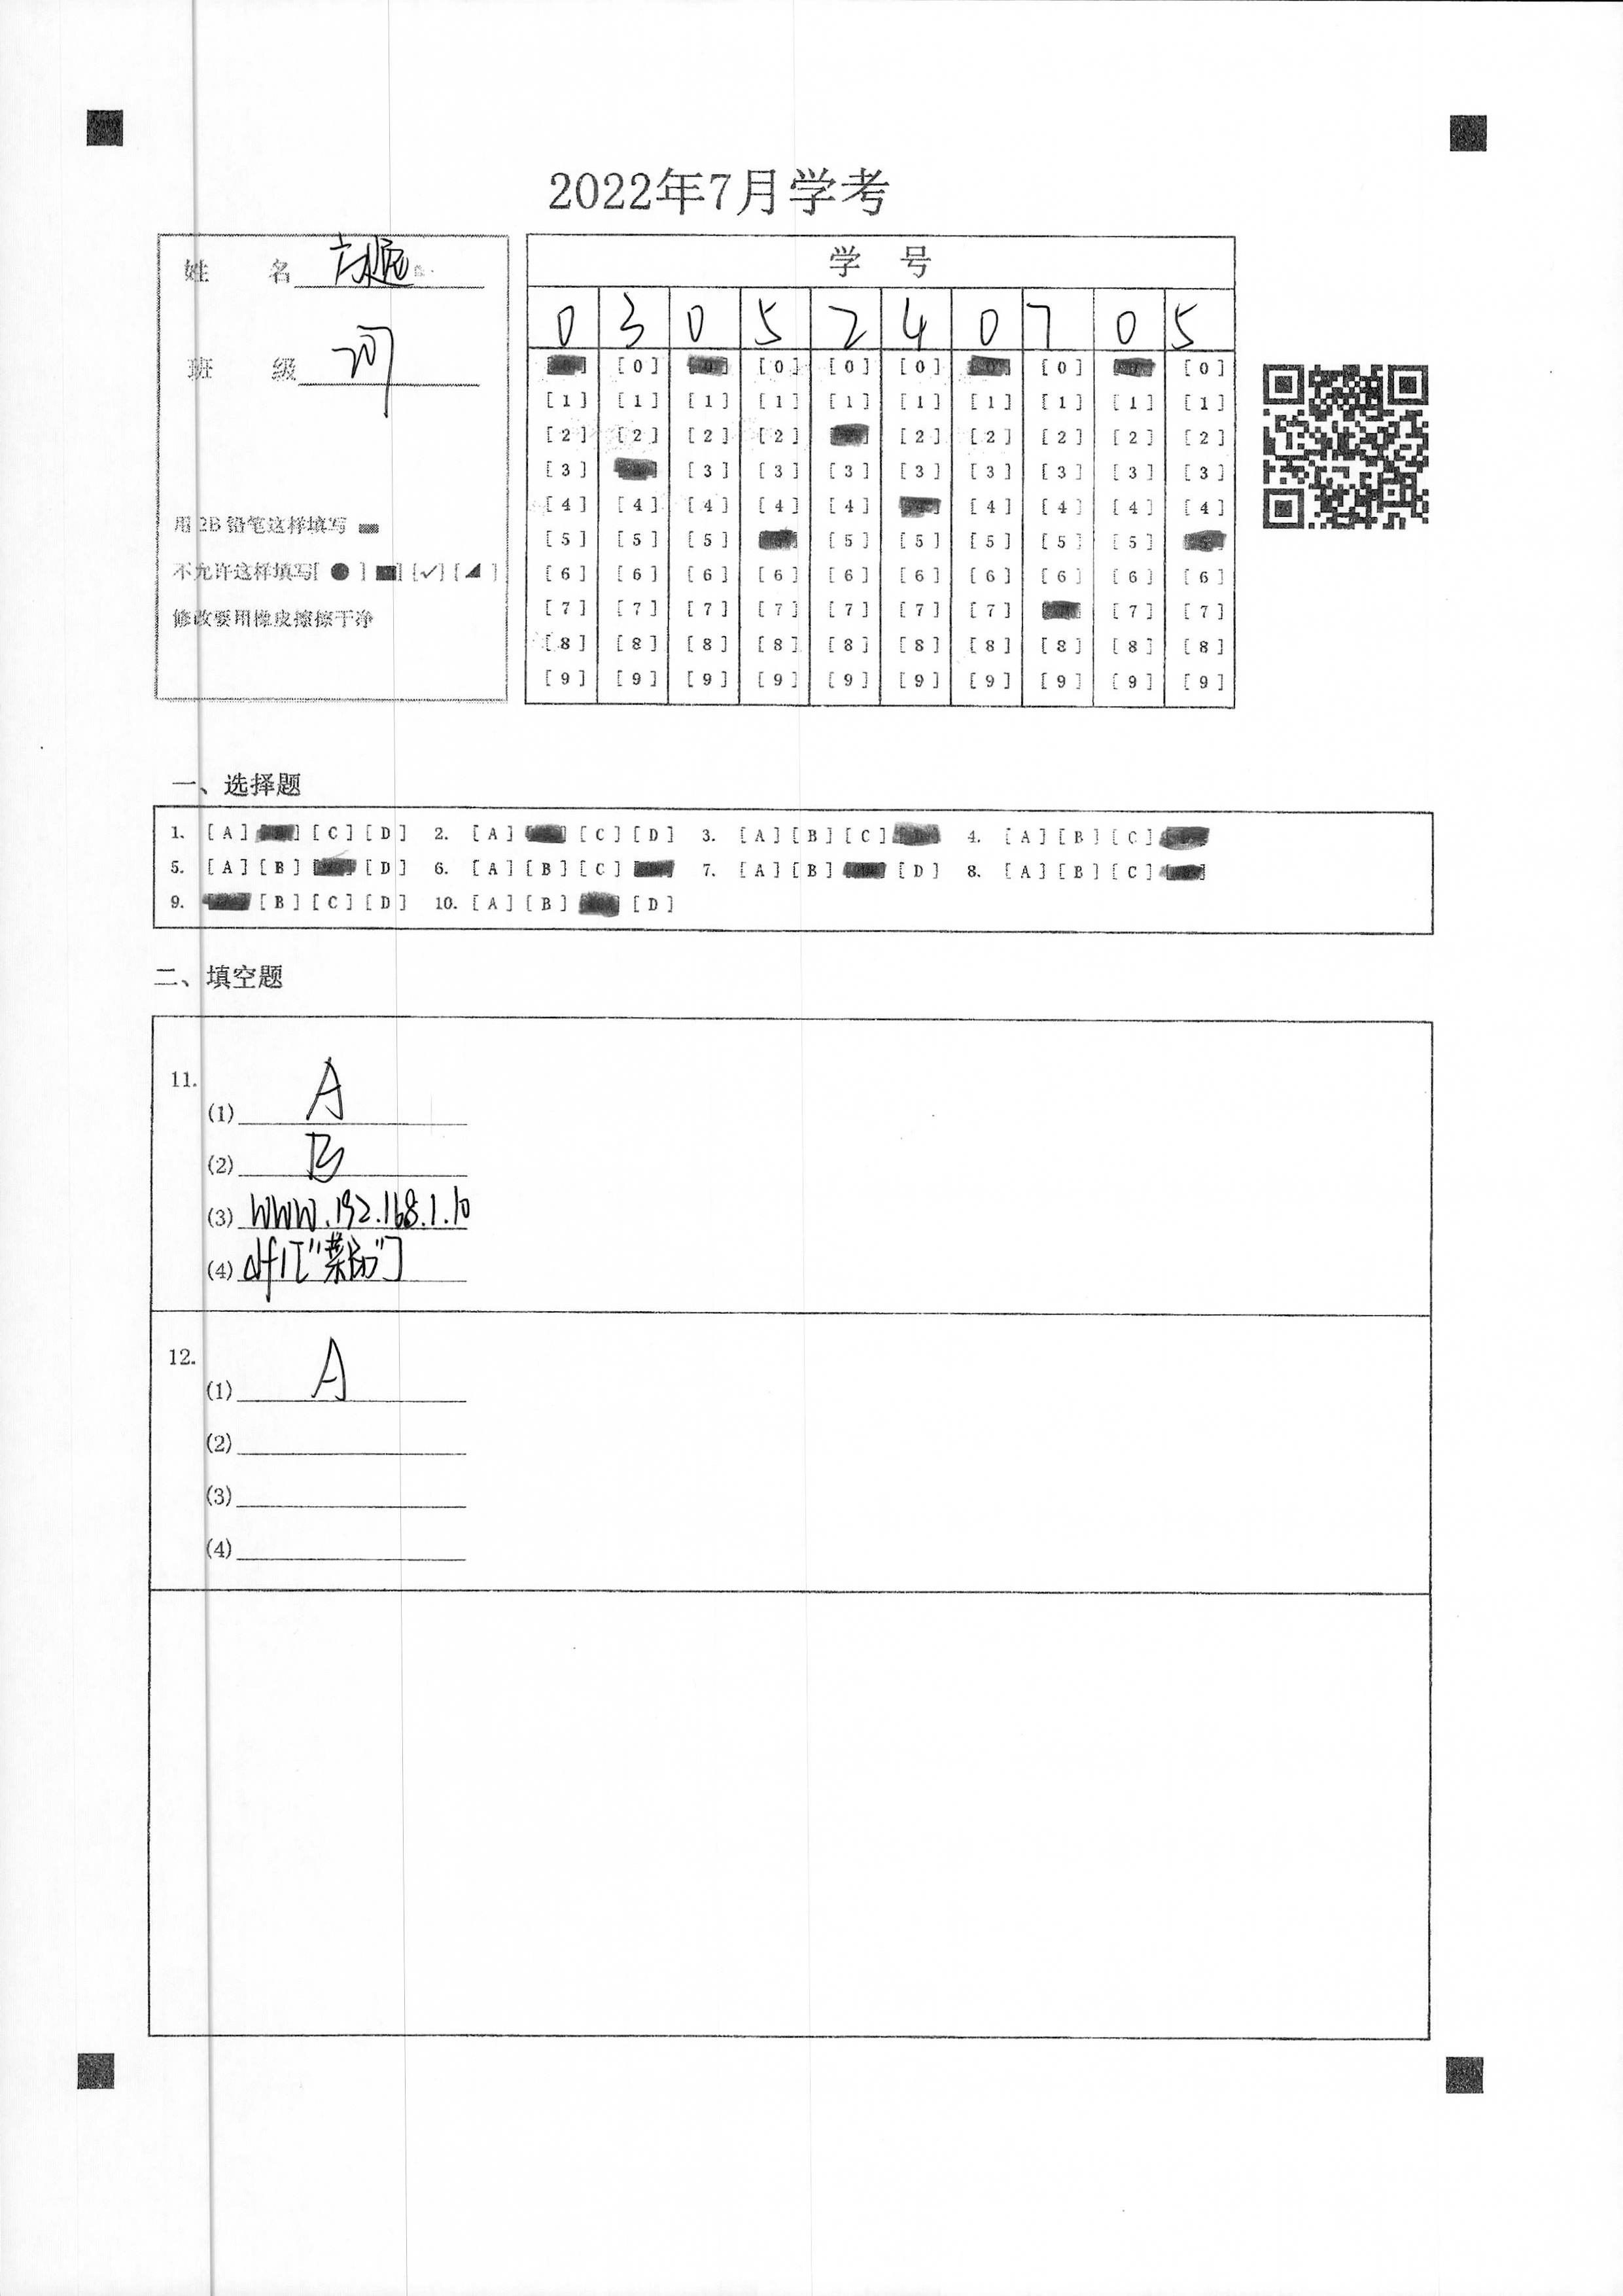 2022年7月学考
姓 名
班 级
用2B铅笔这样填写
不允许这样填写[ ● ] [■] [✓] [◢ ]
修改要用橡皮擦擦干净
学 号
0 3 0 5 2 4 0 7 0 5
[0] [0] [0] [0] [0] [0]
[1] [1] [1] [1] [1] [1] [1] [1] [1] [1]
[2] [2] [2] [2] [2] [2] [2] [2] [2]
[3] [3] [3] [3] [3] [3] [3] [3] [3]
[4] [4] [4] [4] [4] [4] [4] [4] [4]
[5] [5] [5] [5] [5] [5] [5] [5]
[6] [6] [6] [6] [6] [6] [6] [6] [6] [6]
[7] [7] [7] [7] [7] [7] [7] [7] [7]
[8] [8] [8] [8] [8] [8] [8] [8] [8] [8]
[9] [9] [9] [9] [9] [9] [9] [9] [9] [9]
一、选择题
1. [A] [C] [D] 2. [A] [C] [D] 3. [A] [B] [C] 4. [A] [B] [C]
5. [A] [B] [D] 6. [A] [B] [C] 7. [A] [B] [D] 8. [A] [B] [C]
9. [B] [C] [D] 10. [A] [B] [D]
二、填空题
11.
(1) A
(2) B
(3) www.192.168.1.10
(4) df1["菜品"]
12.
(1) A
(2)
(3)
(4)